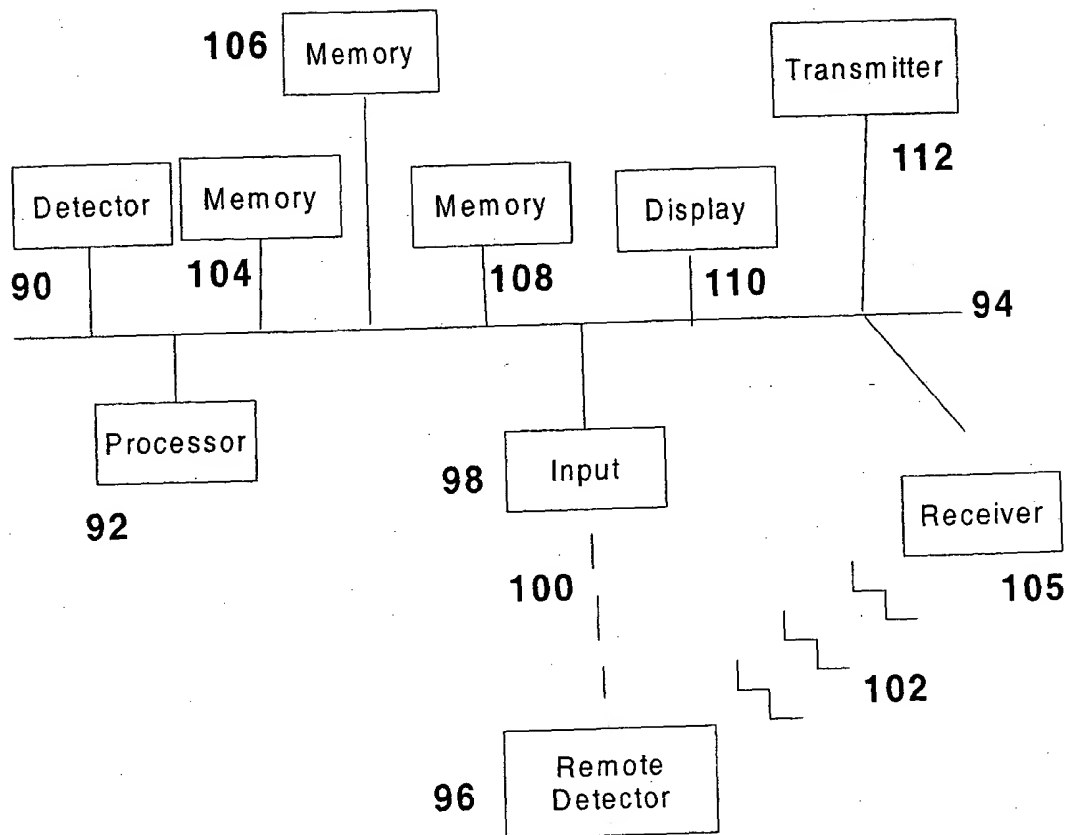 106
Memory
Transmitter
112
Detector
Memory
Memory
Display
90
104
108
110
94
Processor
92
98
Input
Receiver
105
100
102
96
Remote
Detector